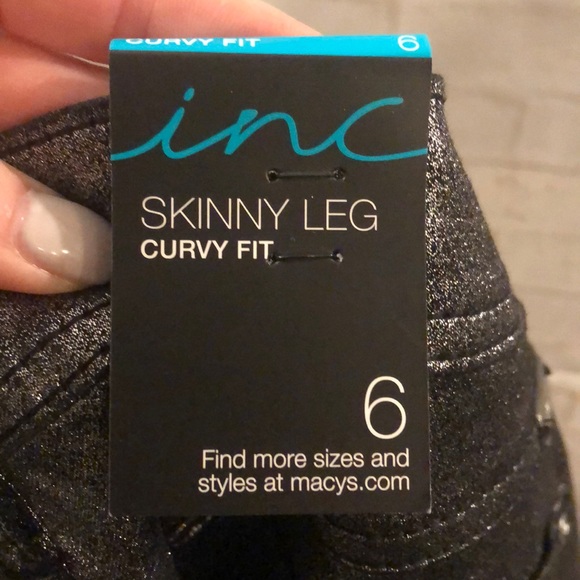 CURVY FIT 6
inc
SKINNY LEG
CURVY FIT
6
Find more sizes and
styles at macys.com